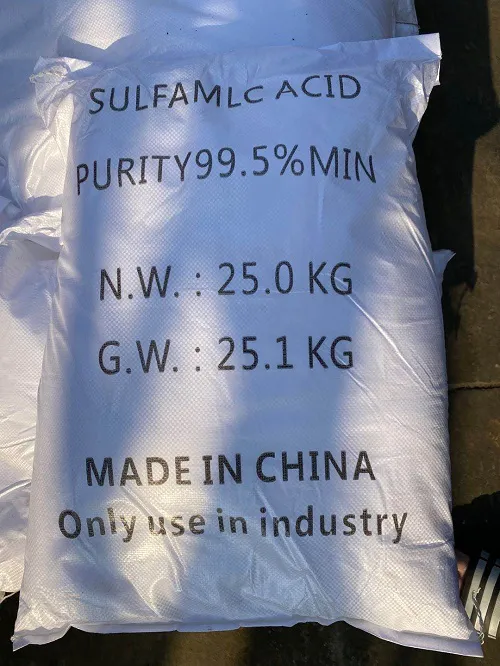 SULFAMLC ACID
PURITY99.5%MIN
N.W. : 25.0 KG
G.W. : 25.1 KG
MADE IN CHINA
Only use in industry